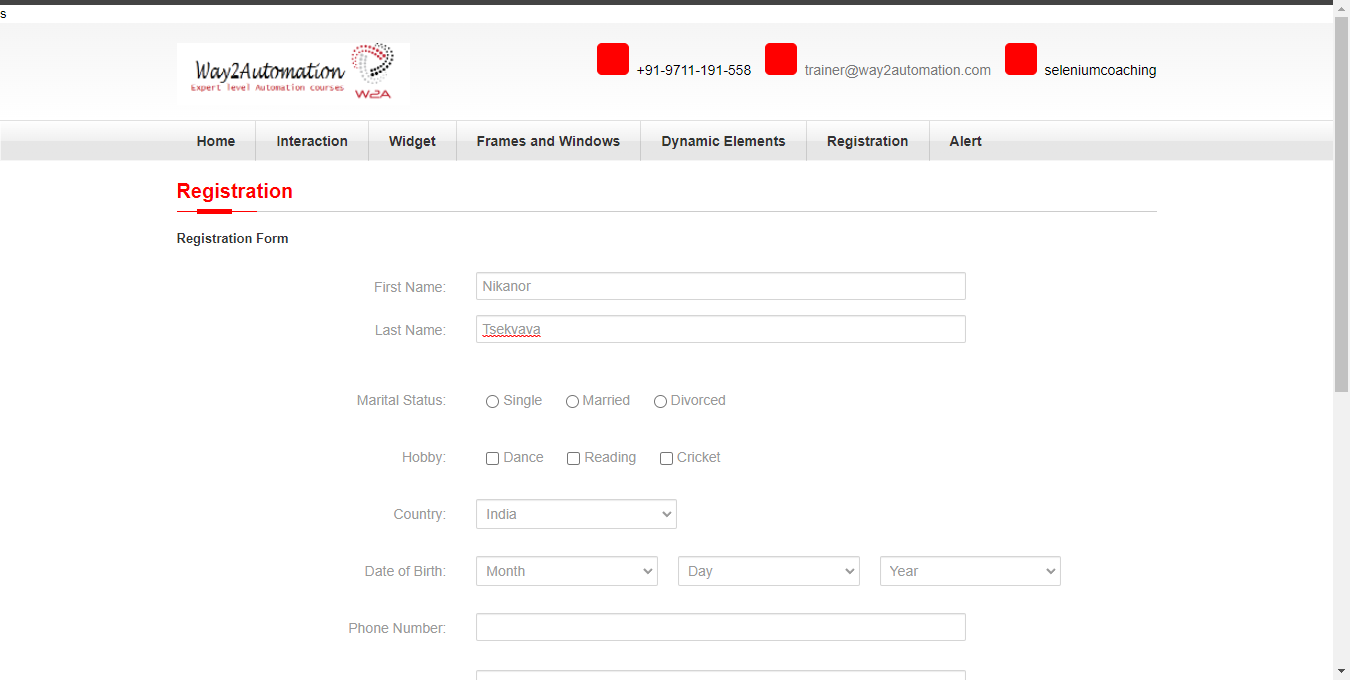 s
Way2Automation
Expert level Automation courses
W2A
+91-9711-191-558 trainer@way2automation.com seleniumcoaching
Home Interaction Widget Frames and Windows Dynamic Elements Registration Alert
Registration
Registration Form
First Name: Nikanor
Last Name: Tsekvava
Marital Status: Single Married Divorced
Hobby: Dance Reading Cricket
Country: India
Date of Birth: Month Day Year
Phone Number: